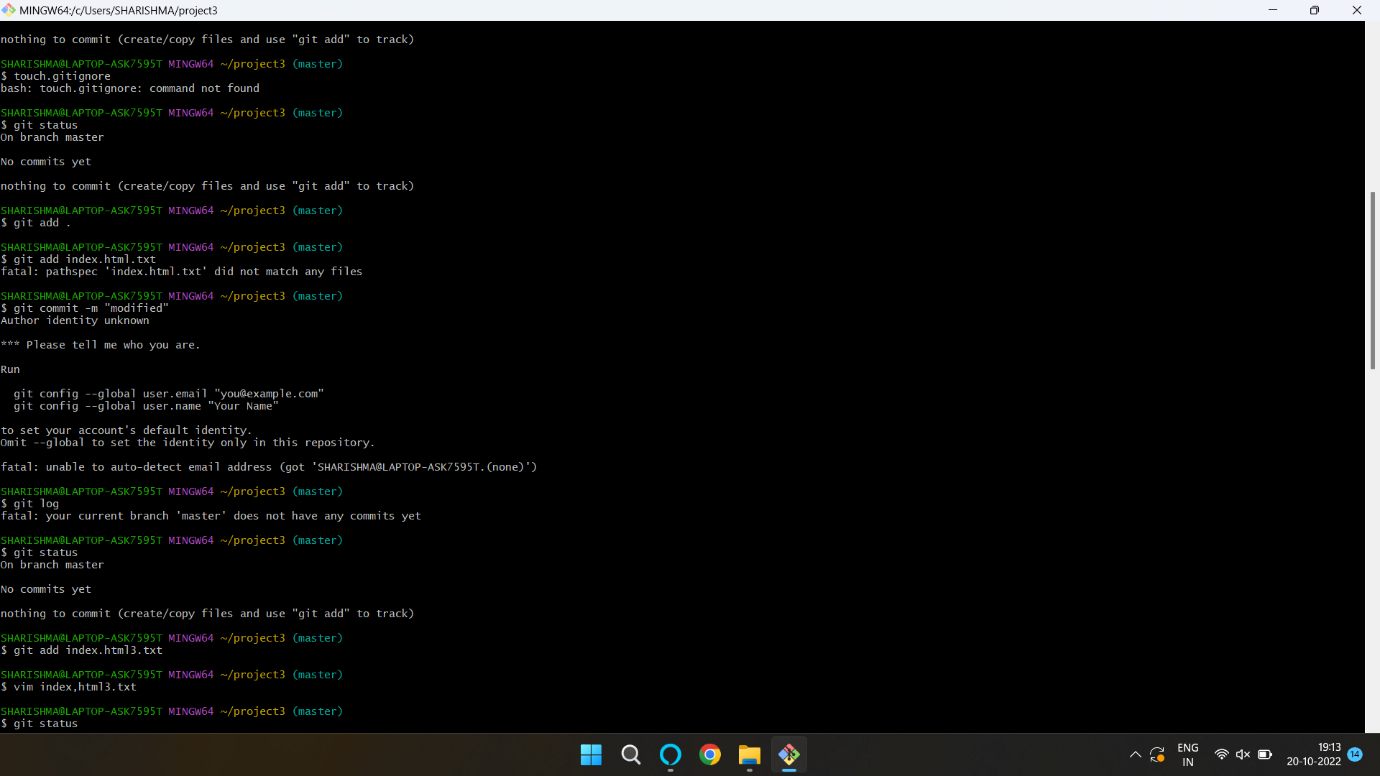 MINGW64:/c/Users/SHARISHMA/project3
nothing to commit (create/copy files and use "git add" to track)
SHARISHMA@LAPTOP-ASK7595T MINGW64 ~/project3 (master)
$ touch.gitignore
bash: touch.gitignore: command not found
SHARISHMA@LAPTOP-ASK7595T MINGW64 ~/project3 (master)
$ git status
On branch master
No commits yet
nothing to commit (create/copy files and use "git add" to track)
SHARISHMA@LAPTOP-ASK7595T MINGW64 ~/project3 (master)
$ git add .
SHARISHMA@LAPTOP-ASK7595T MINGW64 ~/project3 (master)
$ git add index.html.txt
fatal: pathspec 'index.html.txt' did not match any files
SHARISHMA@LAPTOP-ASK7595T MINGW64 ~/project3 (master)
$ git commit -m "modified"
Author identity unknown
*** Please tell me who you are.
Run
git config --global user.email "you@example.com"
git config --global user.name "Your Name"
to set your account's default identity.
Omit --global to set the identity only in this repository.
fatal: unable to auto-detect email address (got 'SHARISHMA@LAPTOP-ASK7595T.(none)')
SHARISHMA@LAPTOP-ASK7595T MINGW64 ~/project3 (master)
$ git log
fatal: your current branch 'master' does not have any commits yet
SHARISHMA@LAPTOP-ASK7595T MINGW64 ~/project3 (master)
$ git status
On branch master
No commits yet
nothing to commit (create/copy files and use "git add" to track)
SHARISHMA@LAPTOP-ASK7595T MINGW64 ~/project3 (master)
$ git add index.html3.txt
SHARISHMA@LAPTOP-ASK7595T MINGW64 ~/project3 (master)
$ vim index,html3.txt
SHARISHMA@LAPTOP-ASK7595T MINGW64 ~/project3 (master)
$ git status
ENG
IN
19:13
20-10-2022
14